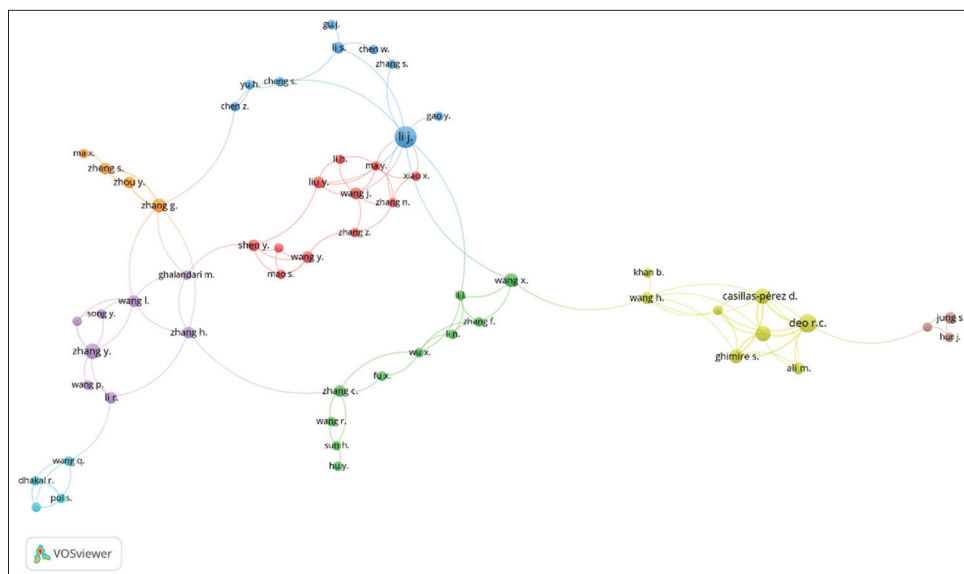 gu j.
li s.
chen w.
zhang s.
cheng s.
yu h.
chen z.
gao y.
li j.
ma x.
zheng s.
zhou y.
zhang g.
li h.
ma y.
xiao x.
liu y.
wang j.
zhang n.
zhang z.
shen y.
wang y.
mao s.
ghalandari m.
wang l.
song y.
zhang h.
zhang y.
wang p.
li r.
wang x.
zhang f.
li n.
wu x.
fu x.
zhang c.
wang r.
sun h.
hu y.
khan b.
wang h.
casillas-pérez d.
deo r.c.
ghimire s.
ali m.
jung s.
hur j.
wang q.
dhakal r.
pol s.
VOSviewer